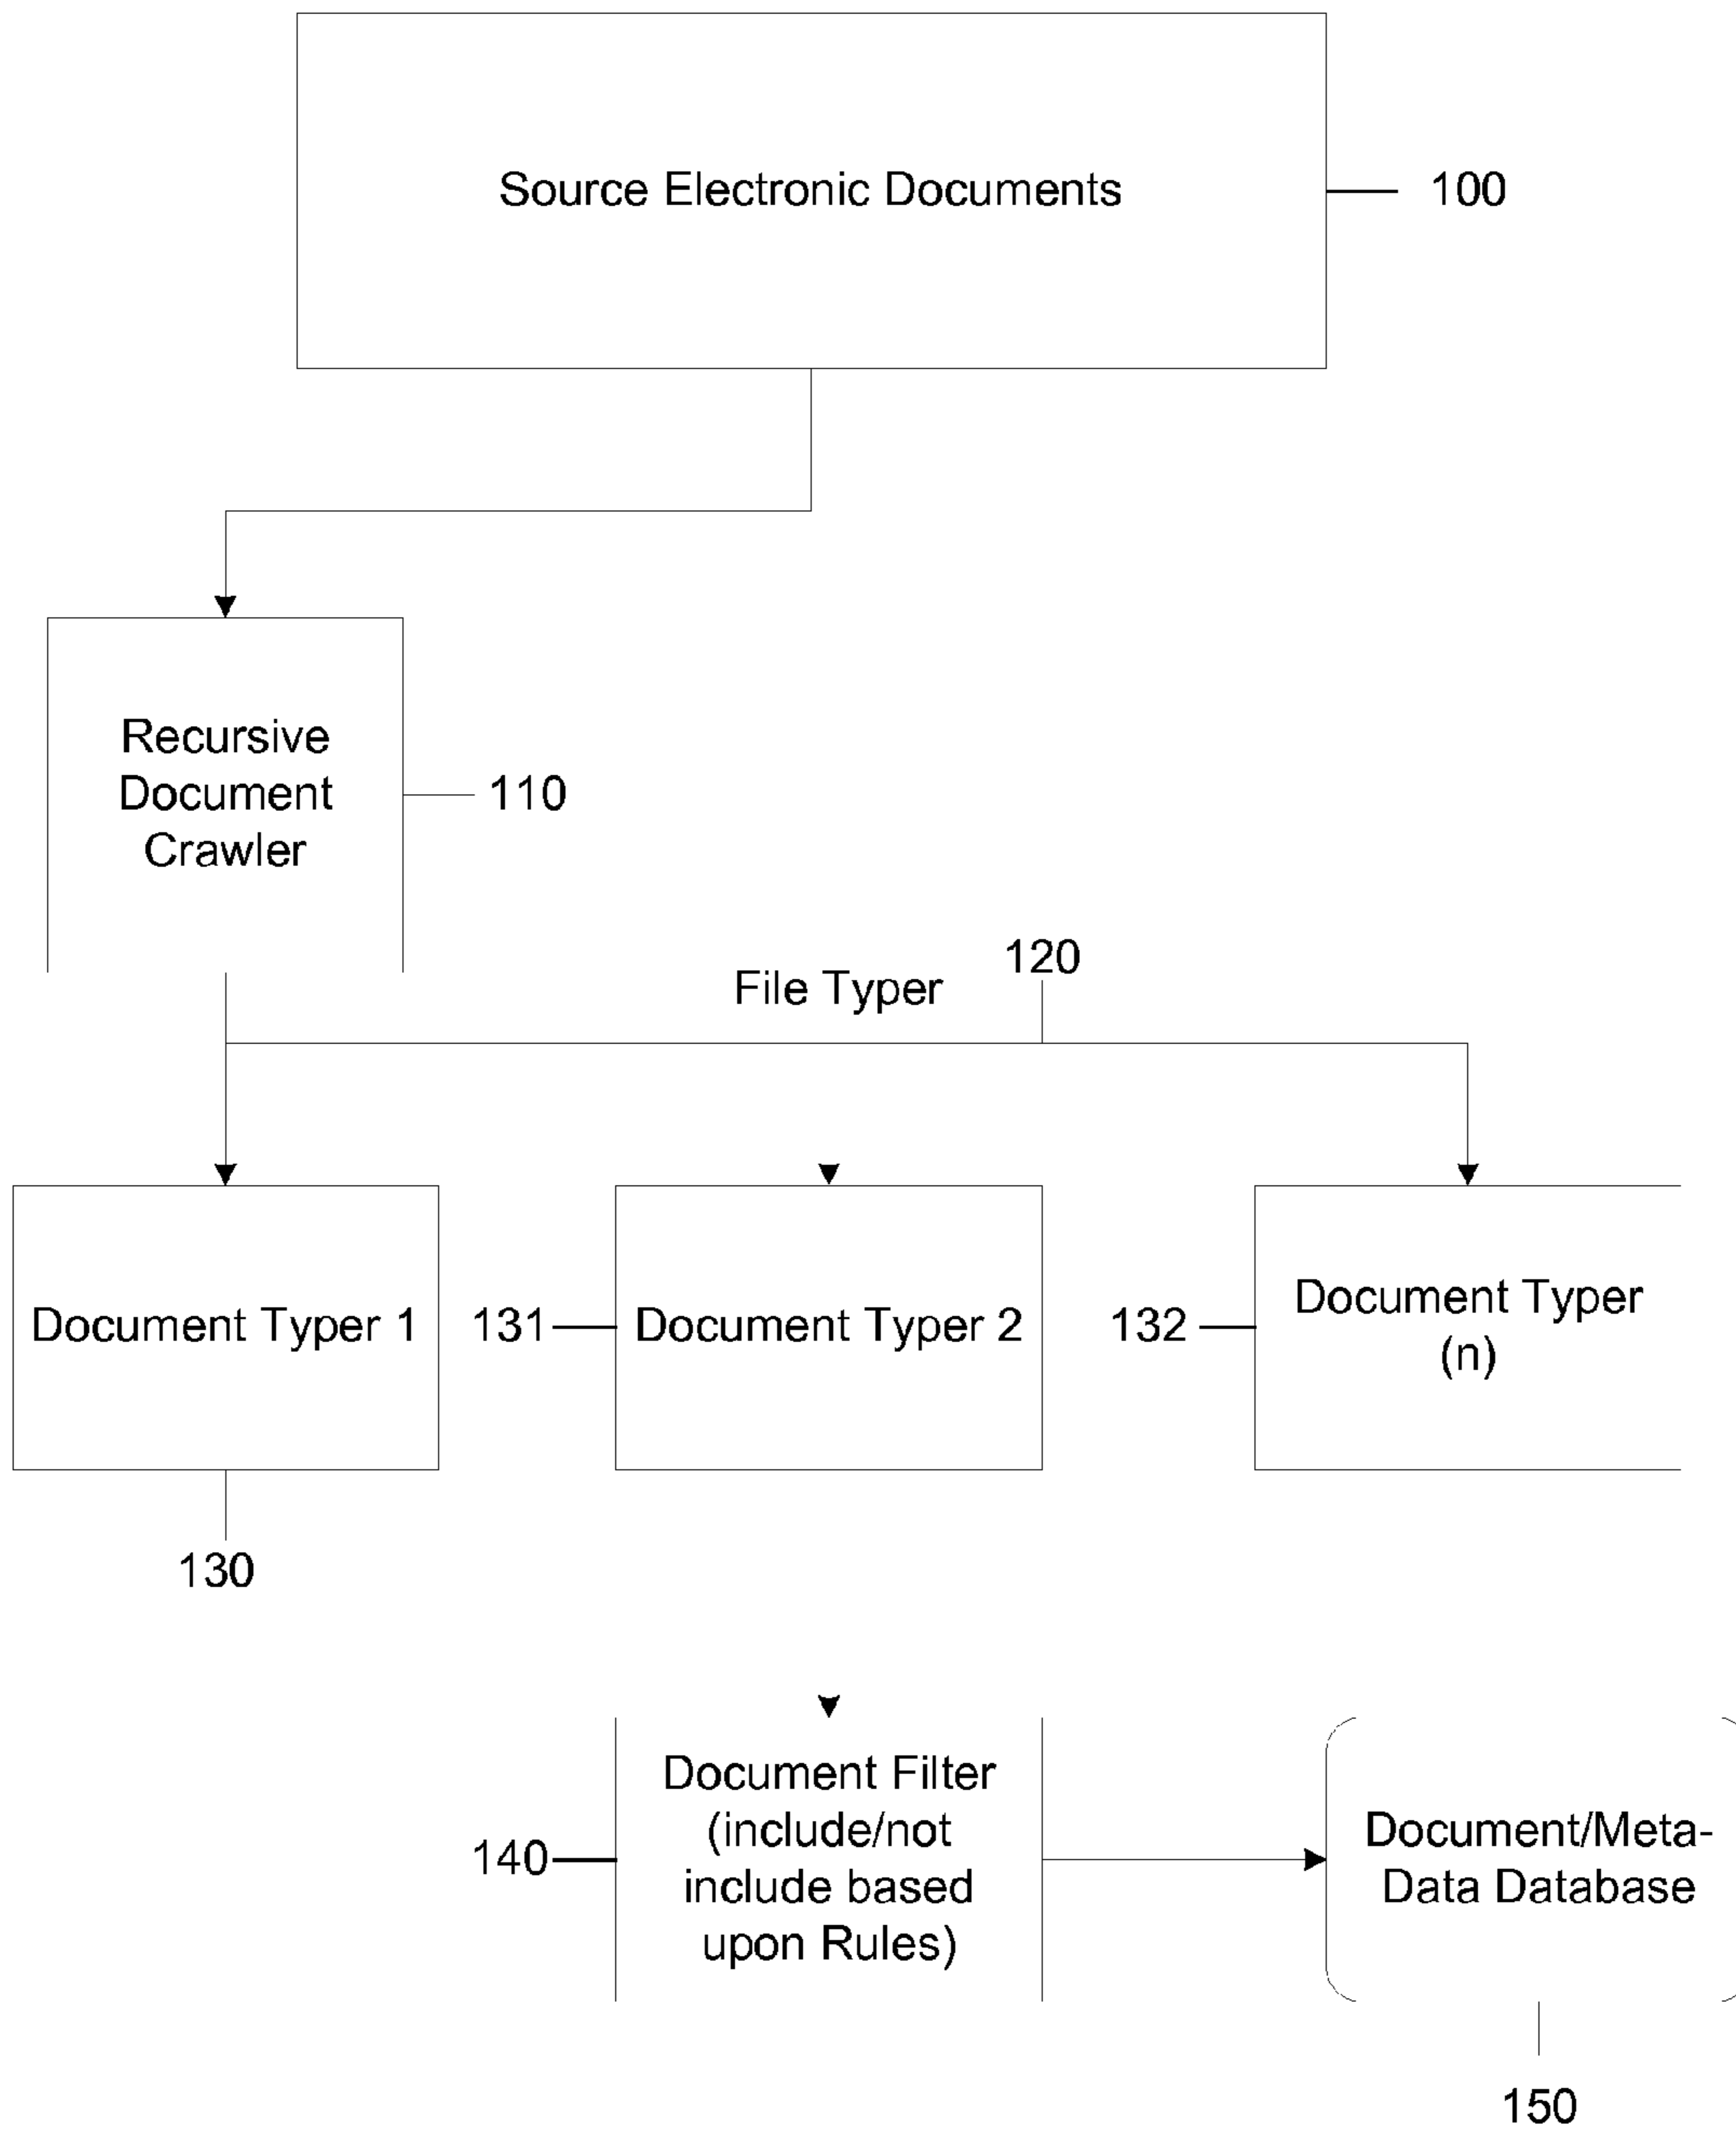 Source Electronic Documents
100
Recursive
Document
Crawler
110
120
File Typer
Document Typer 1
131
Document Typer 2
132
Document Typer
(n)
130
140
Document Filter
(include/not
include based
upon Rules)
Document/Meta-
Data Database
150